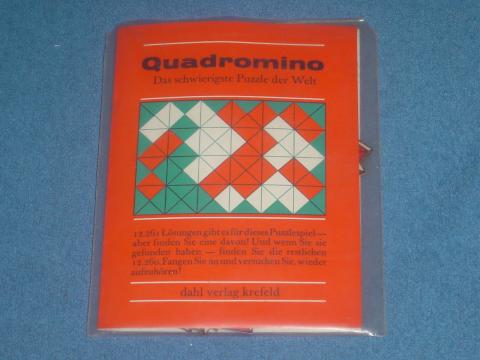 Quadromino
Das schwierigste Puzzle der Welt
12.261 Lösungen gibt es für dieses Puzzlespiel —
aber finden Sie eine davon! Und wenn Sie sie
gefunden haben — finden Sie die restlichen
12.260. Fangen Sie an und versuchen Sie, wieder
aufzuhören!
dahl verlag krefeld